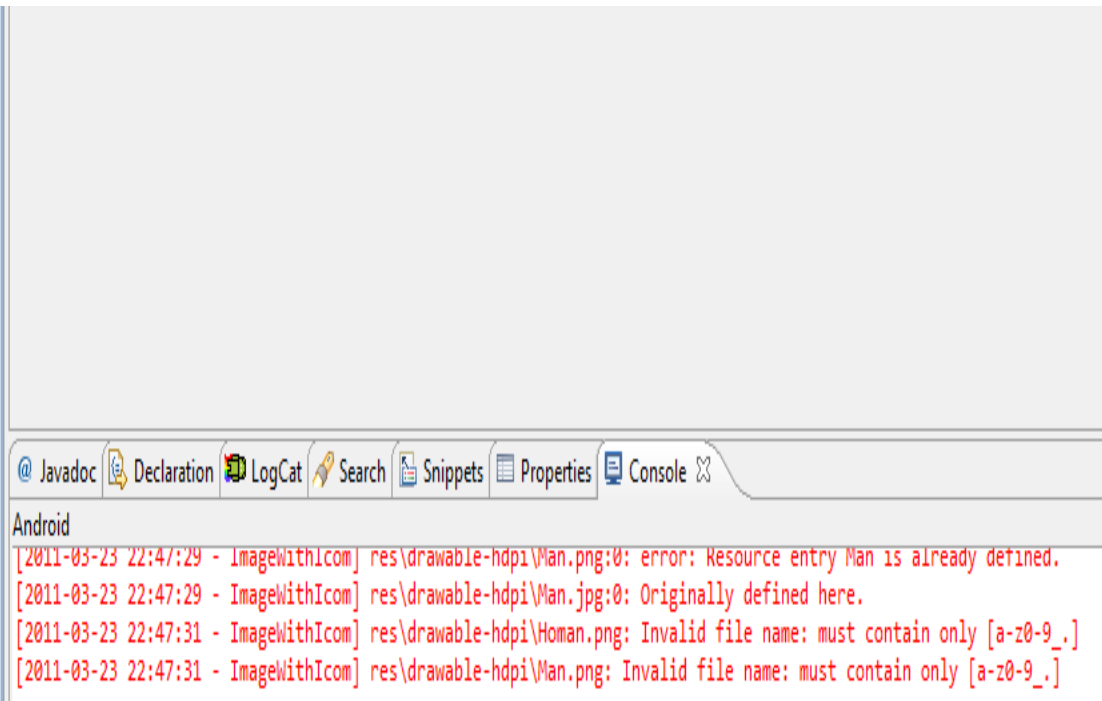 @ Javadoc Declaration LogCat Search Snippets Properties Console
Android
[2011-03-23 22:47:29 - ImageWithIcom] res\drawable-hdpi\Man.png:0: error: Resource entry Man is already defined.
[2011-03-23 22:47:29 - ImageWithIcom] res\drawable-hdpi\Man.jpg:0: Originally defined here.
[2011-03-23 22:47:31 - ImageWithIcom] res\drawable-hdpi\Homan.png: Invalid file name: must contain only [a-z0-9_.]
[2011-03-23 22:47:31 - ImageWithIcom] res\drawable-hdpi\Man.png: Invalid file name: must contain only [a-z0-9_.]